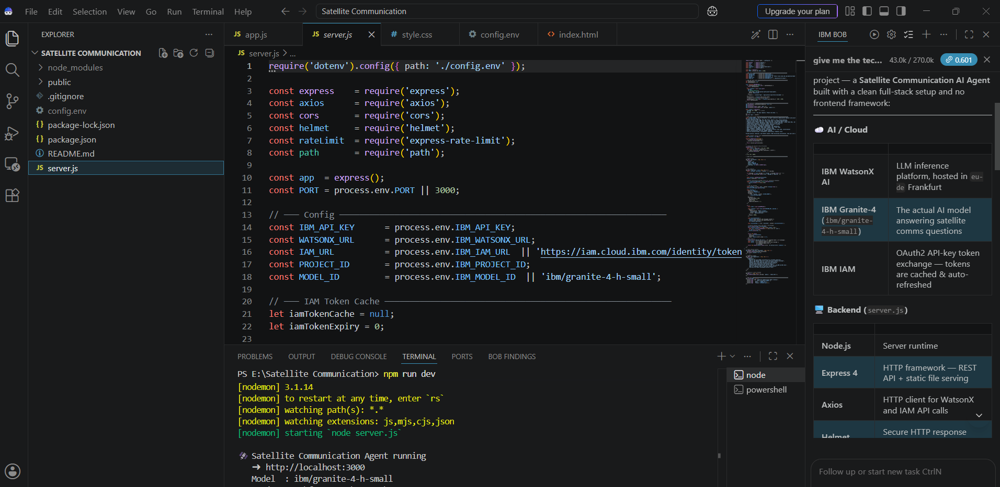 File Edit Selection View Go Run Terminal Help
Satellite Communication
Upgrade your plan
EXPLORER
SATELLITE COMMUNICATION
node_modules
public
.gitignore
config.env
{} package-lock.json
{} package.json
README.md
JS server.js
JS app.js
JS server.js
# style.css
config.env
<> index.html
JS server.js > ...
1 require('dotenv').config({ path: './config.env' });
2
3 const express = require('express');
4 const axios = require('axios');
5 const cors = require('cors');
6 const helmet = require('helmet');
7 const rateLimit = require('express-rate-limit');
8 const path = require('path');
9
10 const app = express();
11 const PORT = process.env.PORT || 3000;
12
13 // ── Config ──────────
14 const IBM_API_KEY = process.env.IBM_API_KEY;
15 const WATSONX_URL = process.env.IBM_WATSONX_URL;
16 const IAM_URL = process.env.IBM_IAM_URL || 'https://iam.cloud.ibm.com/identity/token
17 const PROJECT_ID = process.env.IBM_PROJECT_ID;
18 const MODEL_ID = process.env.IBM_MODEL_ID || 'ibm/granite-4-h-small';
19
20 // ── IAM Token Cache ──────────
21 let iamTokenCache = null;
22 let iamTokenExpiry = 0;
23
PROBLEMS OUTPUT DEBUG CONSOLE TERMINAL PORTS BOB FINDINGS
PS E:\Satellite Communication> npm run dev
[nodemon] 3.1.14
[nodemon] to restart at any time, enter `rs`
[nodemon] watching path(s): *.*
[nodemon] watching extensions: js,mjs,cjs,json
[nodemon] starting `node server.js`
Satellite Communication Agent running
➜ http://localhost:3000
Model : ibm/granite-4-h-small
node
powershell
IBM BOB
give me the tec... 43.0k / 270.0k 0.601
project — a Satellite Communication AI Agent
built with a clean full-stack setup and no
frontend framework:
AI / Cloud
IBM WatsonX
AI
LLM inference
platform, hosted in eu-
de Frankfurt
IBM Granite-4
(ibm/granite-
4-h-small)
The actual AI model
answering satellite
comms questions
IBM IAM
OAuth2 API-key token
exchange — tokens
are cached & auto-
refreshed
Backend (server.js)
Node.js
Server runtime
Express 4
HTTP framework — REST
API + static file serving
Axios
HTTP client for WatsonX
and IAM API calls
Helmet
Secure HTTP response
Follow up or start new task CtrlN